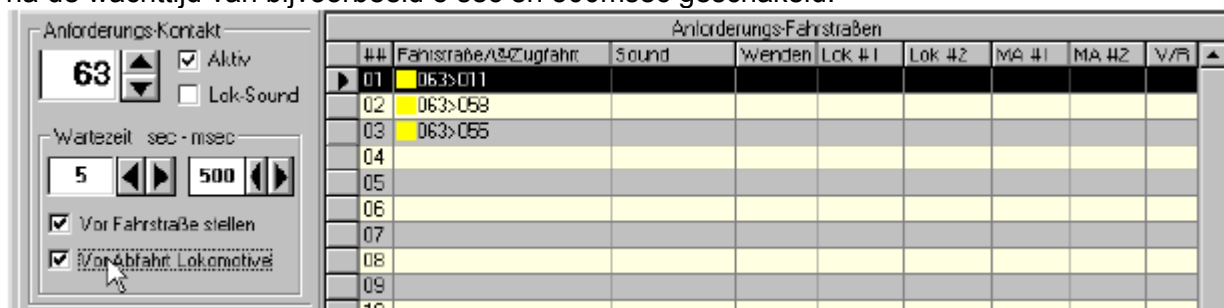 na de wachttijd van bijvoorbeeld 5 sec en 500msec geschakeld.
Anforderungs-Kontakt
63
Aktiv
Lok-Sound
Wartezeit sec - msec
5 500
Vor Fahrstraße stellen
Vor Abfahrt Lokomotive
Anforderungs-Fahrstraßen
## Fahrstraße/\&Zugfahrt Sound Wenden Lok #1 Lok #2 MA #1 MA #2 V/R
01 063>011
02 063>058
03 063>055
04
05
06
07
08
09
10